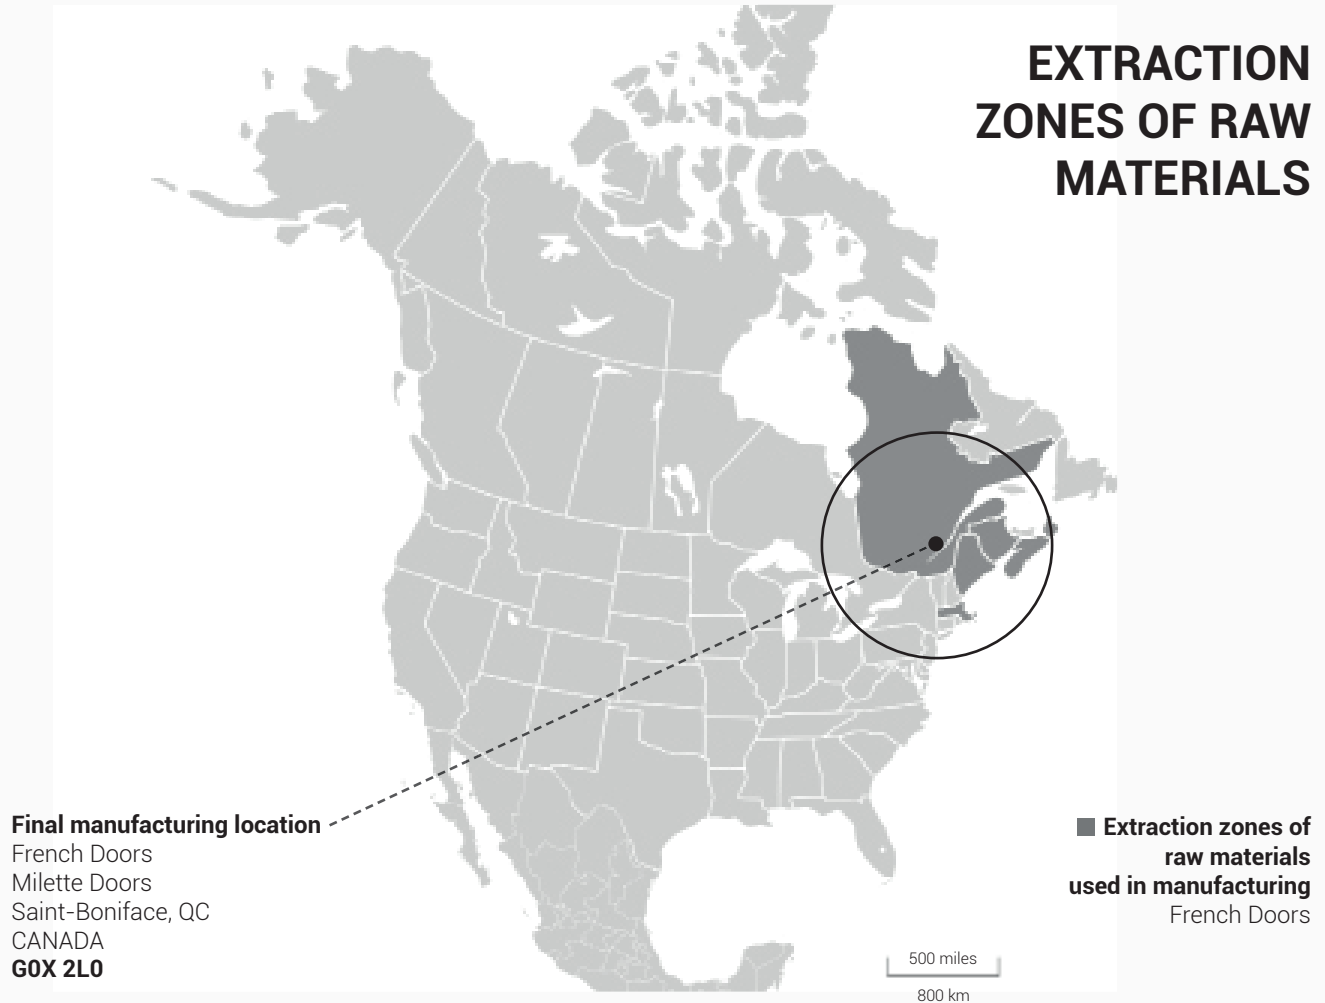 EXTRACTION
ZONES OF RAW
MATERIALS
Final manufacturing location
French Doors
Milette Doors
Saint-Boniface, QC
CANADA
G0X 2L0
Extraction zones of
raw materials
used in manufacturing
French Doors
500 miles
800 km